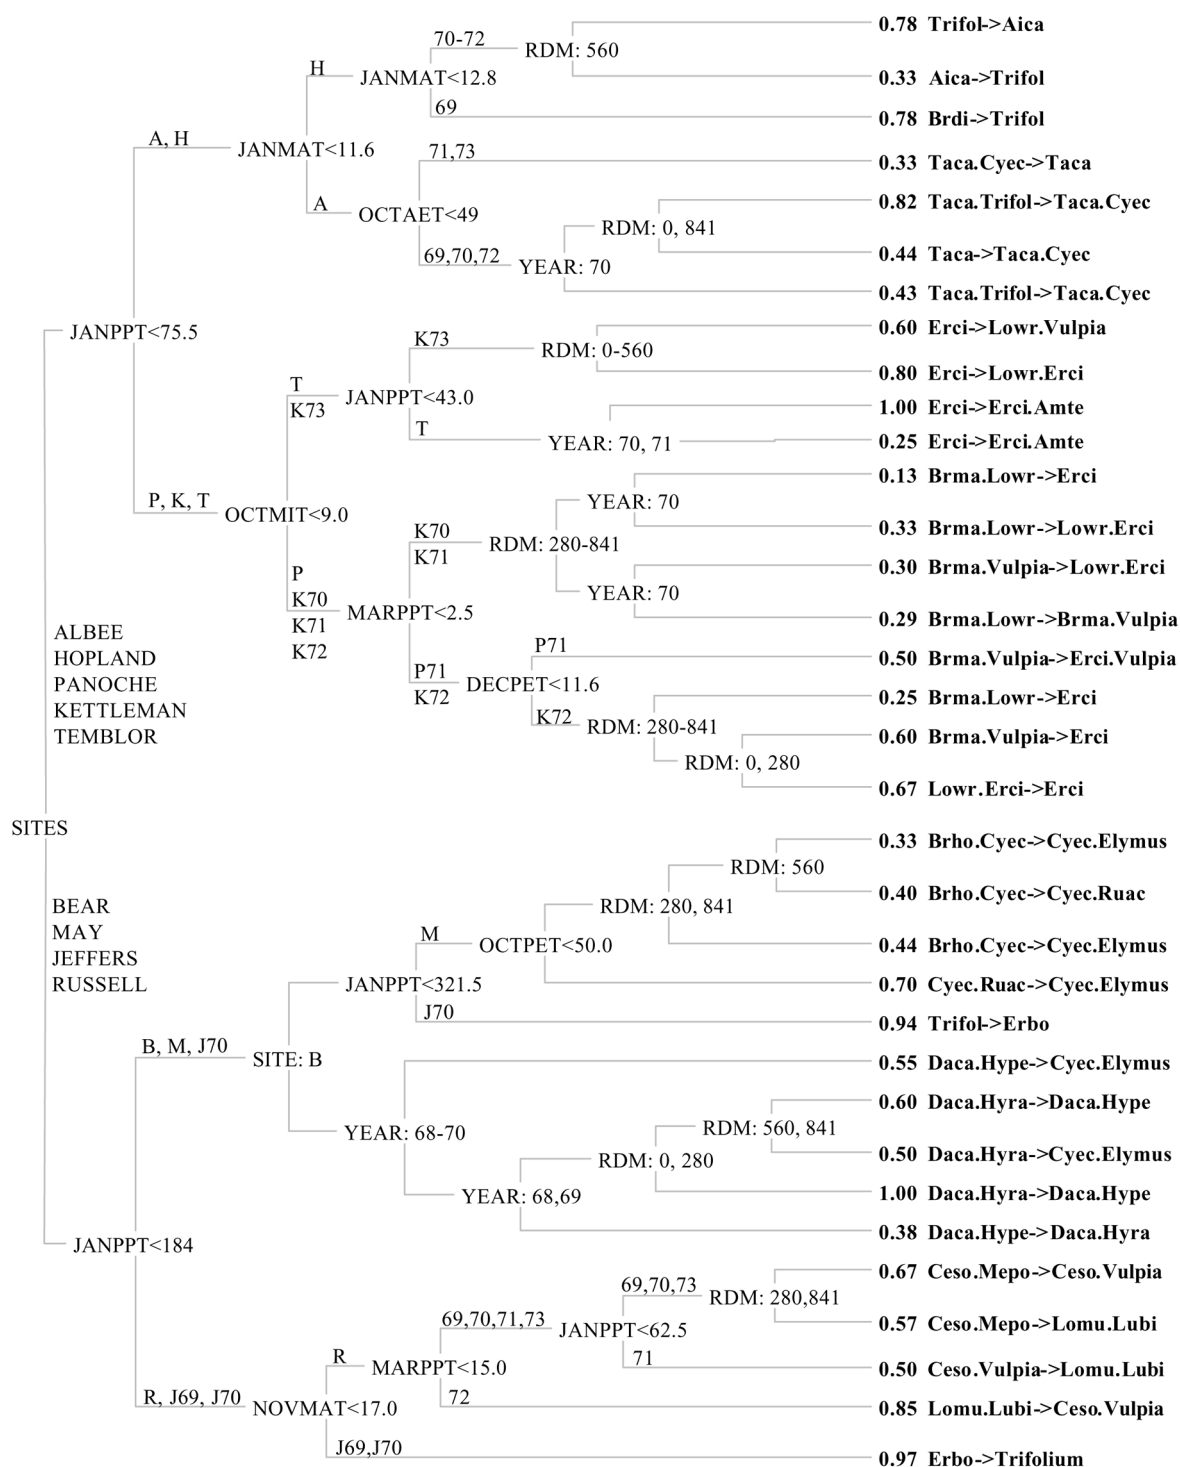 0.78 Trifol->Aica
70-72
RDM: 560
H
JANMAT<12.8
0.33 Aica->Trifol
69
0.78 Brdi->Trifol
A, H
JANMAT<11.6
71,73
0.33 Taca.Cyec->Taca
A
OCTAET<49
0.82 Taca.Trifol->Taca.Cyec
RDM: 0, 841
69,70,72
0.44 Taca->Taca.Cyec
YEAR: 70
0.43 Taca.Trifol->Taca.Cyec
JANPPT<75.5
K73
0.60 Erci->Lowr.Vulpia
RDM: 0-560
T
K73
JANPPT<43.0
0.80 Erci->Lowr.Erci
1.00 Erci->Erci.Amte
T
YEAR: 70, 71
0.25 Erci->Erci.Amte
P, K, T
OCTMIT<9.0
0.13 Brma.Lowr->Erci
YEAR: 70
K70
K71
RDM: 280-841
0.33 Brma.Lowr->Lowr.Erci
P
K70
K71
K72
MARPPT<2.5
0.30 Brma.Vulpia->Lowr.Erci
YEAR: 70
0.29 Brma.Lowr->Brma.Vulpia
ALBEE
HOPLAND
PANOCHE
KETTLEMAN
TEMBLOR
P71
0.50 Brma.Vulpia->Erci.Vulpia
P71
K72
DECPET<11.6
0.25 Brma.Lowr->Erci
K72
RDM: 280-841
0.60 Brma.Vulpia->Erci
RDM: 0, 280
0.67 Lowr.Erci->Erci
SITES
0.33 Brho.Cyec->Cyec.Elymus
RDM: 560
0.40 Brho.Cyec->Cyec.Ruac
BEAR
MAY
JEFFERS
RUSSELL
RDM: 280, 841
M
OCTPET<50.0
0.44 Brho.Cyec->Cyec.Elymus
JANPPT<321.5
0.70 Cyec.Ruac->Cyec.Elymus
J70
0.94 Trifol->Erbo
B, M, J70
SITE: B
0.55 Daca.Hype->Cyec.Elymus
0.60 Daca.Hyra->Daca.Hype
YEAR: 68-70
RDM: 560, 841
0.50 Daca.Hyra->Cyec.Elymus
RDM: 0, 280
YEAR: 68,69
1.00 Daca.Hyra->Daca.Hype
0.38 Daca.Hype->Daca.Hyra
JANPPT<184
0.67 Ceso.Mepo->Ceso.Vulpia
69,70,73
RDM: 280,841
69,70,71,73
JANPPT<62.5
0.57 Ceso.Mepo->Lomu.Lubi
R
MARPPT<15.0
71
0.50 Ceso.Vulpia->Lomu.Lubi
R, J69, J70
NOVMAT<17.0
72
0.85 Lomu.Lubi->Ceso.Vulpia
J69,J70
0.97 Erbo->Trifolium